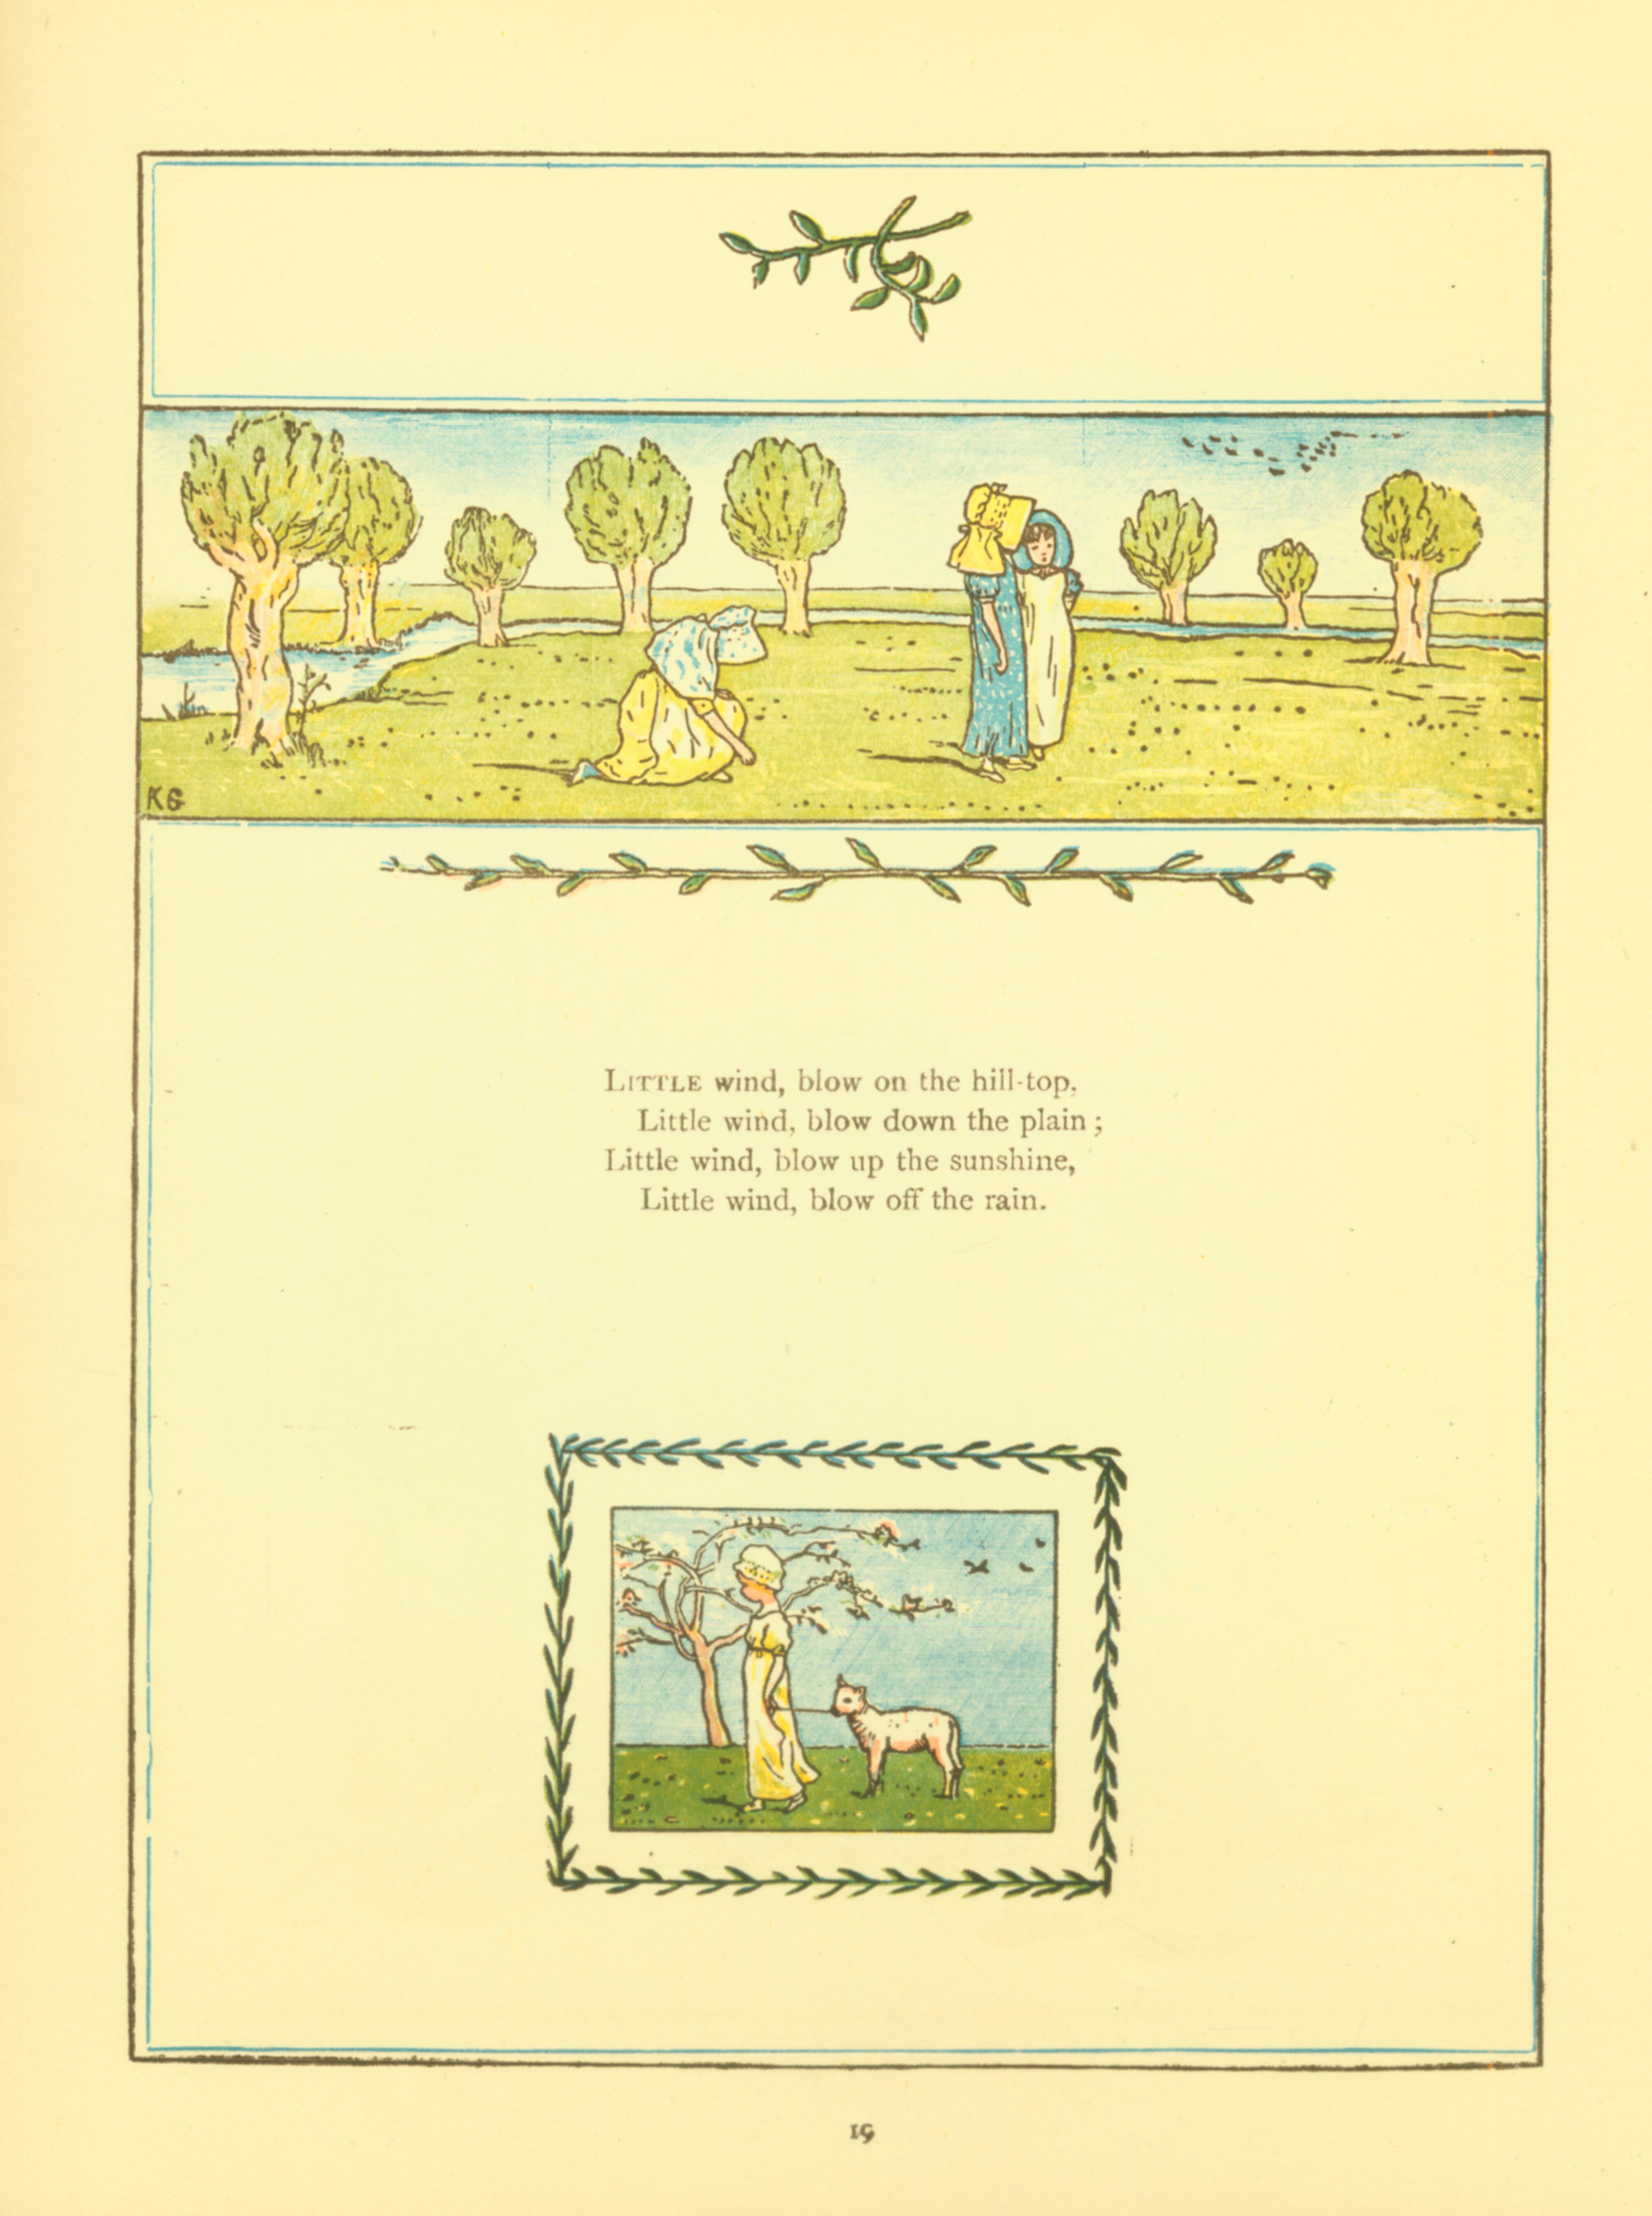 KG
LITTLE wind, blow on the hill-top,
Little wind, blow down the plain ;
Little wind, blow up the sunshine,
Little wind, blow off the rain.
19